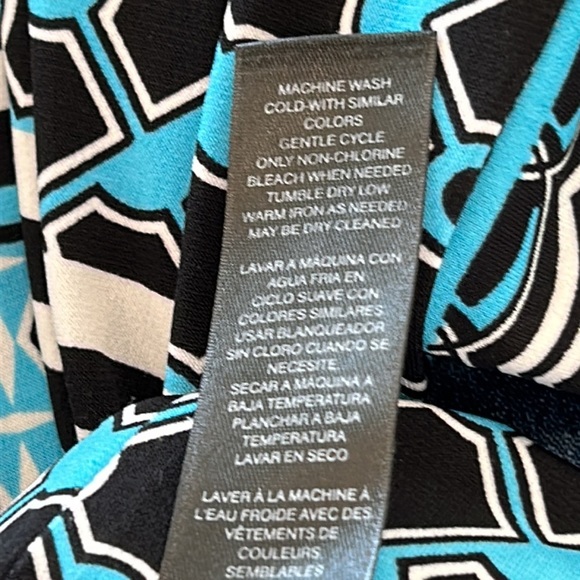 MACHINE WASH
COLD-WITH SIMILAR
COLORS
GENTLE CYCLE
ONLY NON-CHLORINE
BLEACH WHEN NEEDED
TUMBLE DRY LOW
WARM IRON AS NEEDED
MAY BE DRY CLEANED
LAVAR A MAQUINA CON
AGUA FRIA EN
CICLO SUAVE CON
COLORES SIMILARES
USAR BLANQUEADOR
SIN CLORO CUANDO SE
NECESITE
SECAR A MAQUINA A
BAJA TEMPERATURA
PLANCHAR A BAJA
TEMPERATURA
LAVAR EN SECO
LAVER À LA MACHINE À
L'EAU FROIDE AVEC DES
VÊTEMENTS DE
COULEURS
SEMBLABLES